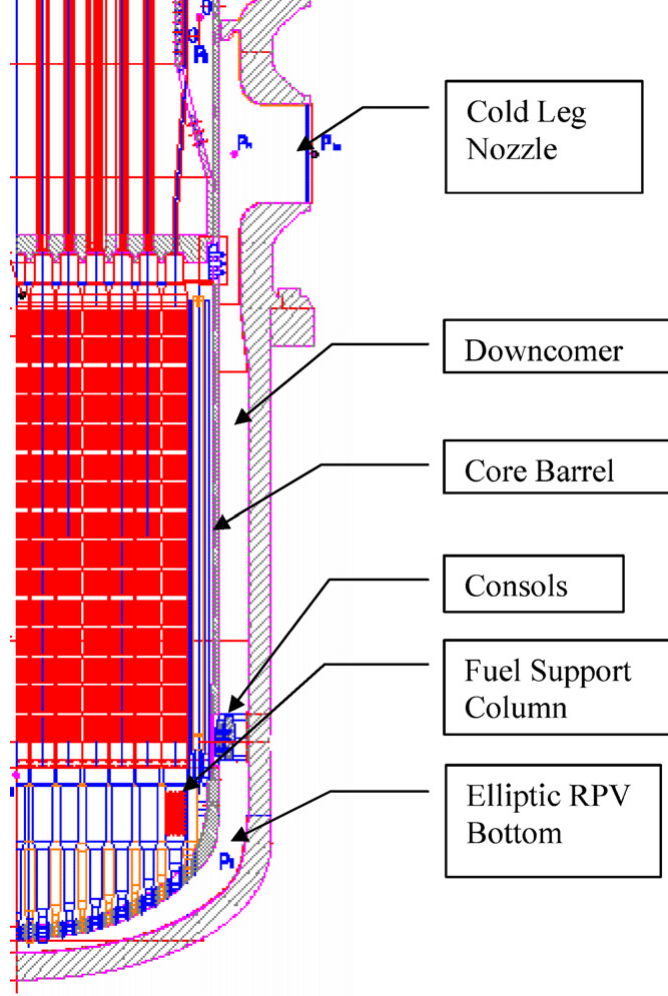 Cold Leg
Nozzle
Downcomer
Core Barrel
Consols
Fuel Support
Column
Elliptic RPV
Bottom